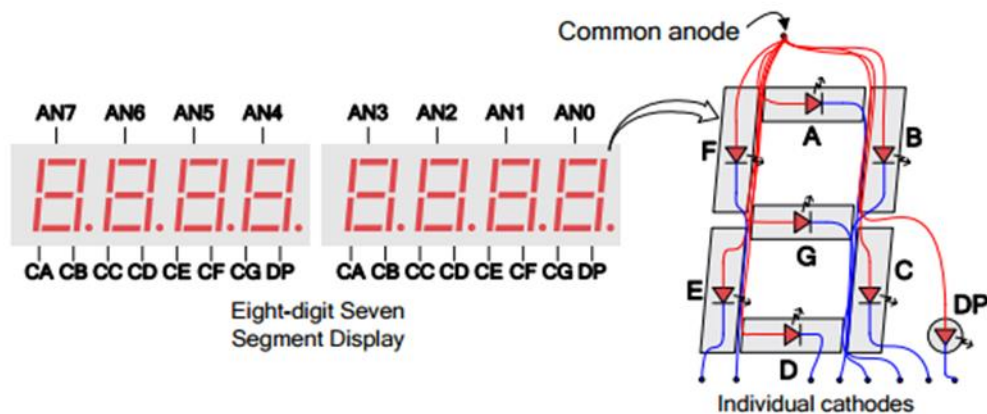 Common anode
AN7 AN6 AN5 AN4 AN3 AN2 AN1 AN0
A
F
B
G
E
C
DP
D
CA CB CC CD CE CF CG DP CA CB CC CD CE CF CG DP
Eight-digit Seven
Segment Display
Individual cathodes